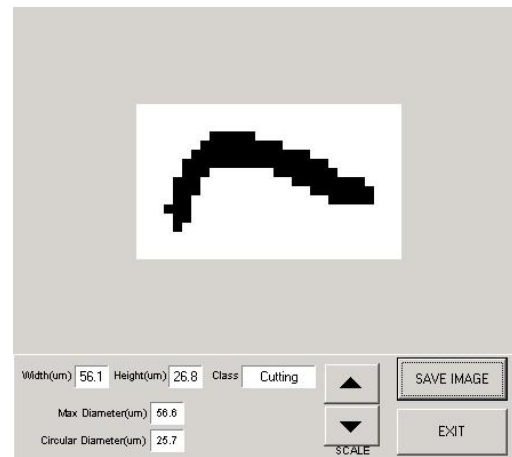 Width(um) 56.1 Height(um) 26.8 Class Cutting
SAVE IMAGE
Max Diameter(um) 56.6
Circular Diameter(um) 25.7
EXIT
SCALE